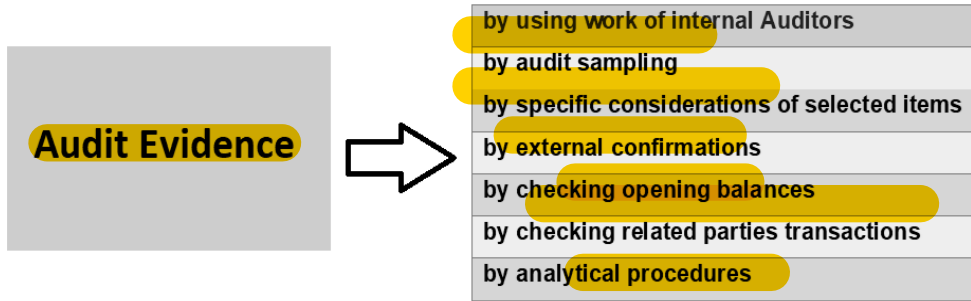 Audit Evidence
by using work of internal Auditors
by audit sampling
by specific considerations of selected items
by external confirmations
by checking opening balances
by checking related parties transactions
by analytical procedures